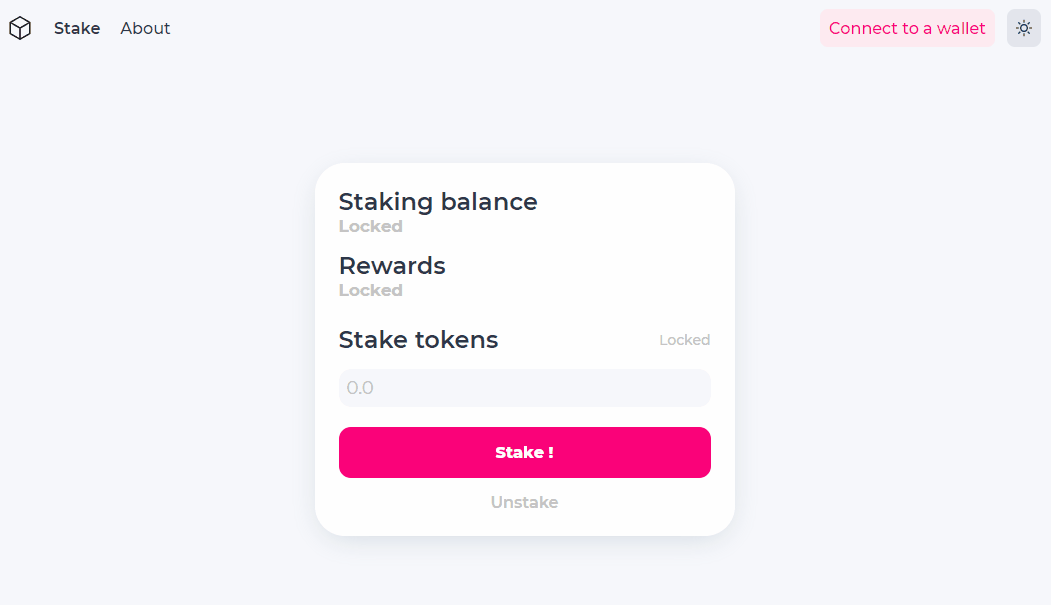 Stake About Connect to a wallet
Staking balance
Locked
Rewards
Locked
Stake tokens Locked
0.0
Stake !
Unstake